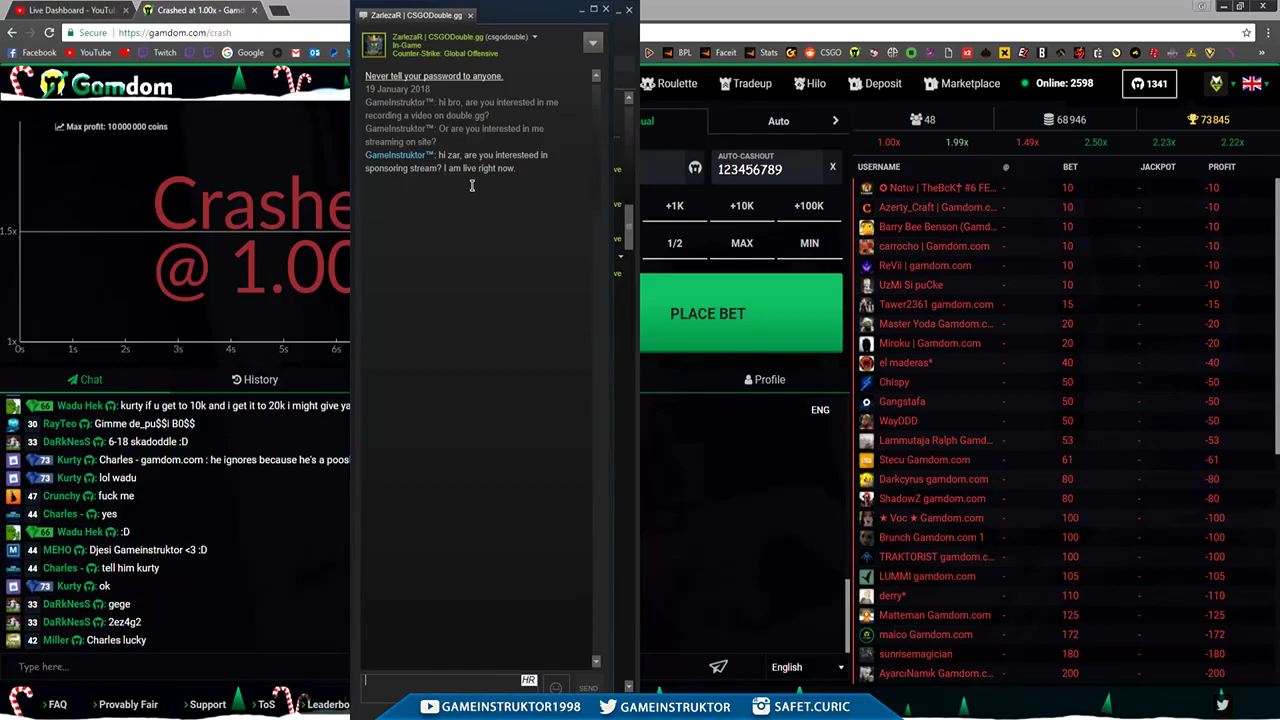 Live Dashboard - YouTu
Crashed at 1.00x - Gamd
Secure
https://gamdom.com/crash
Facebook
YouTube
Twitch
Google
BPL
Faceit
Stats
CSGO
Gamdom
Roulette
Tradeup
Hilo
Deposit
Marketplace
Online: 2598
1341
ZarlezaR | CSGODouble.gg
ZarlezaR | CSGODouble.gg (csgodouble)
In-Game
Counter-Strike: Global Offensive
Never tell your password to anyone.
19 January 2018
GameInstruktor™: hi bro, are you interested in me
recording a video on double gg?
GameInstruktor™: Or are you interested in me
streaming on site?
GameInstruktor™: hi zar, are you interesteed in
sponsoring stream? I am live right now.
HR
SEND
Max profit: 10 000 000 coins
Crashe
@ 1.00
1.5x
1x
0s 1s 2s 3s 4s 5s 6s
ual
Auto
AUTO-CASHOUT
123456789
X
+1K +10K +100K
1/2 MAX MIN
PLACE BET
Profile
ENG
English
48
68 946
73 845
1.00x 1.99x 1.49x 2.50x 2.23x 2.22x
USERNAME @ BET JACKPOT PROFIT
✪ Nαtιv | TheBcK† #6 FE... - 10 - -10
Azerty_Craft | Gamdom.c... - 10 - -10
Barry Bee Benson (Gamd... - 10 - -10
carrocho | Gamdom.com - 10 - -10
ReVii | gamdom.com - 10 - -10
UzMi Si puCke - 10 - -10
Tawer2361 gamdom.com - 15 - -15
Master Yoda Gamdom.c... - 20 - -20
Miroku | Gamdom.com - 20 - -20
el maderas* - 40 - -40
Chispy - 50 - -50
Gangstafa - 50 - -50
WayDDD - 50 - -50
Lammutaja Ralph Gamd... - 53 - -53
Stecu Gamdom.com - 61 - -61
Darkcyrus gamdom.com - 80 - -80
ShadowZ gamdom.com - 80 - -80
★ Voc ★ Gamdom.com - 100 - -100
Brunch Gamdom.com 1 - 100 - -100
TRAKTORIST gamdom.c... - 100 - -100
LUMMI gamdom.com - 105 - -105
derry* - 110 - -110
Matteman Gamdom.com - 125 - -125
maico Gamdom.com - 172 - -172
sunrisemagician - 180 - -180
AyarcıNamıK Gamdom.c... - 200 - -200
Chat
History
66 Wadu Hek : kurty if u get to 10k and i get it to 20k i might give ya
30 RayTeo : Gimme de_pu$$i B0$$
33 DaRkNesS : 6-18 skadoddle :D
73 Kurty : Charles - gamdom.com : he ignores because he's a poosi
73 Kurty : lol wadu
47 Crunchy : fuck me
44 Charles - : yes
66 Wadu Hek : :D
44 MEHO : Djesi Gameinstruktor <3 :D
44 Charles - : tell him kurty
73 Kurty : ok
33 DaRkNesS : gege
33 DaRkNesS : 2ez4g2
42 Miller : Charles lucky
Type here...
FAQ
Provably Fair
Support
ToS
Leaderbo
GAMEINSTRUKTOR1998
GAMEINSTRUKTOR
SAFET.CURIC